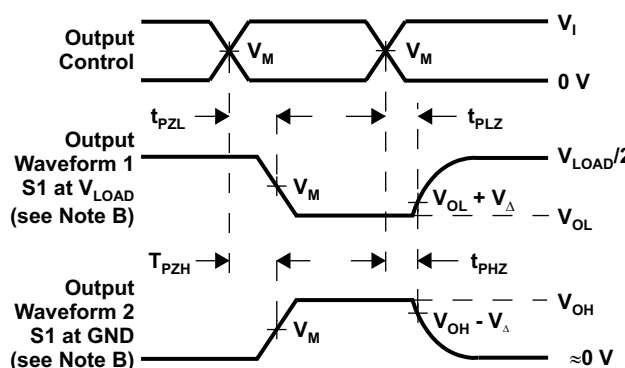 Output
Control
V_I
V_M
V_M
0 V
t_PZL
t_PLZ
Output
Waveform 1
S1 at V_LOAD
(see Note B)
V_LOAD/2
V_M
V_OL + V_Δ
V_OL
T_PZH
t_PHZ
Output
Waveform 2
S1 at GND
(see Note B)
V_OH
V_M
V_OH - V_Δ
≈0 V